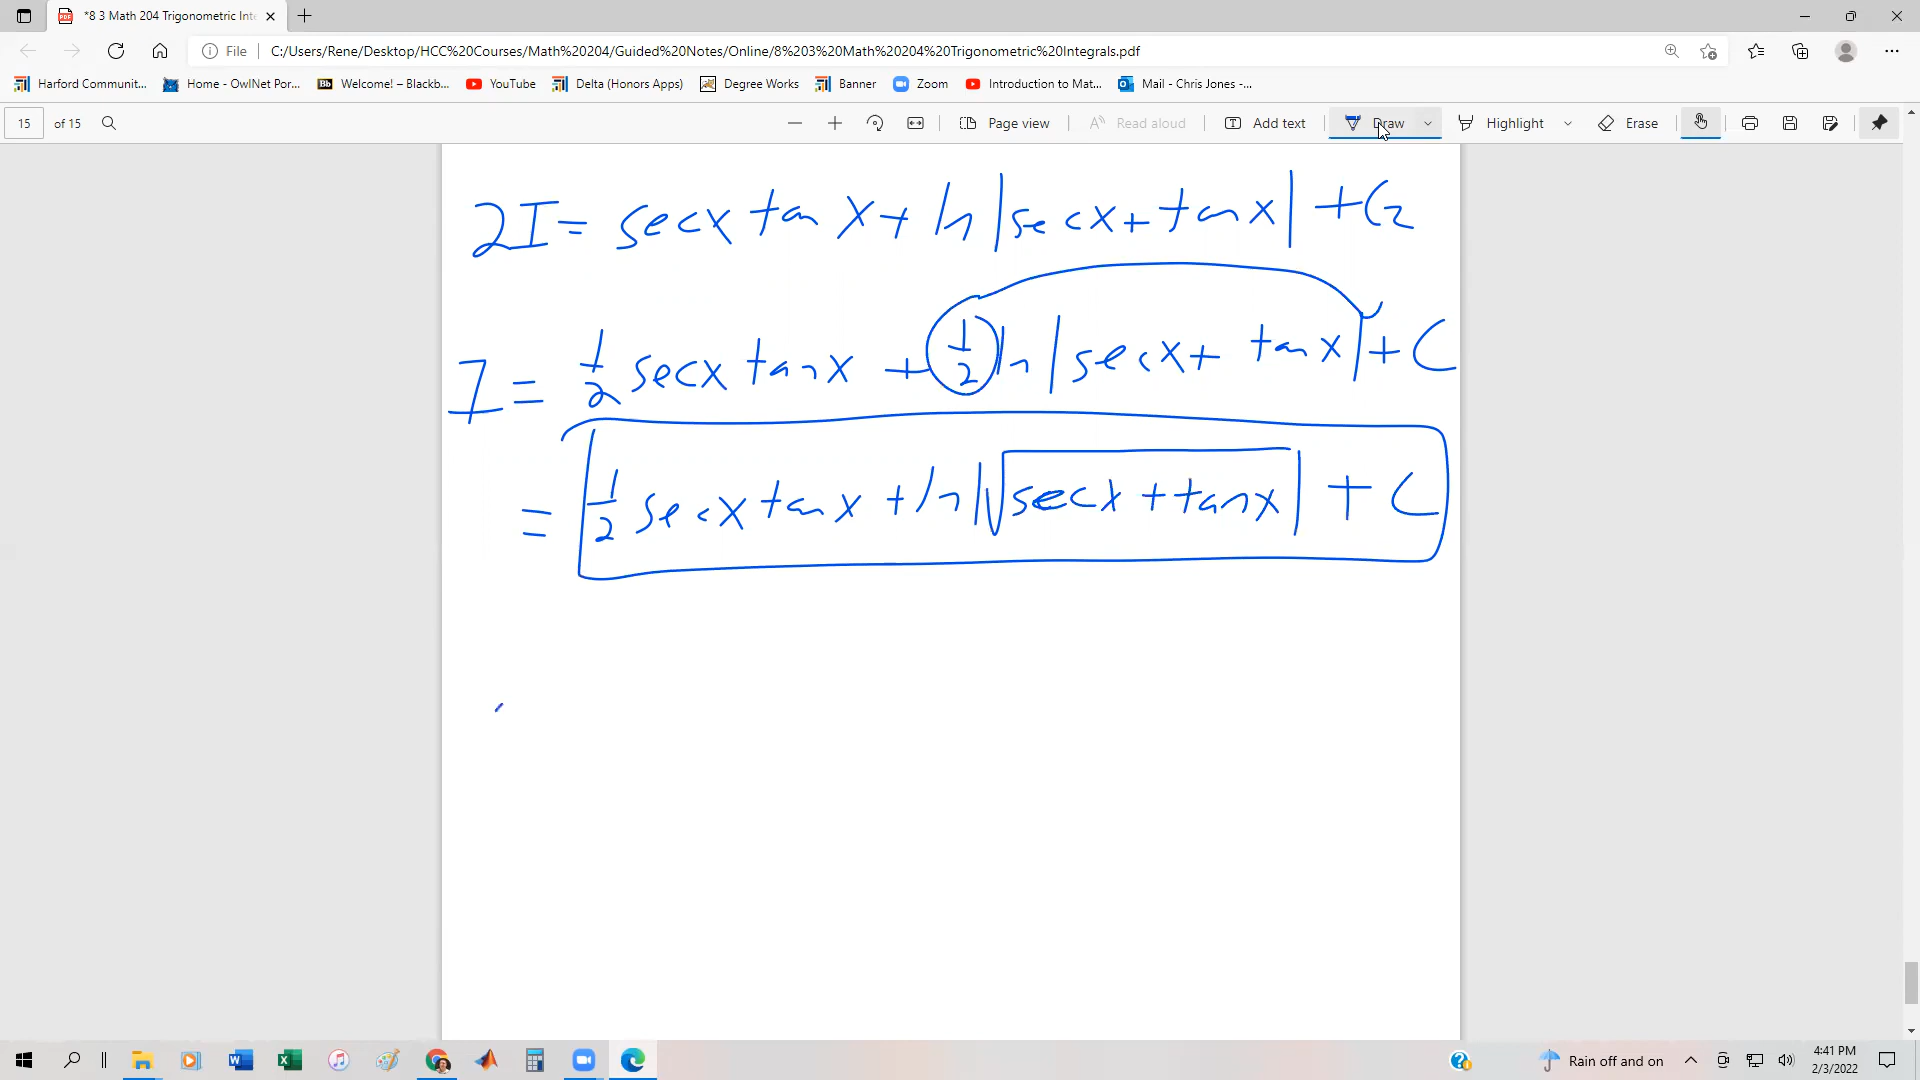 *8 3 Math 204 Trigonometric Inte
File C:/Users/Rene/Desktop/HCC%20Courses/Math%20204/Guided%20Notes/Online/8%203%20Math%20204%20Trigonometric%20Integrals.pdf
Harford Communit... Home - OwlNet Por... Bb Welcome! – Blackb... YouTube Delta (Honors Apps) Degree Works Banner Zoom Introduction to Mat... Mail - Chris Jones -...
15 of 15 Page view Read aloud Add text Draw Highlight Erase
2I = secx tan x + ln|secx + tanx| + C2
I = 1/2 secx tanx + 1/2 ln|secx + tanx| + C
= 1/2 secx tanx + ln|√secx + tanx| + C
Rain off and on 4:41 PM
2/3/2022